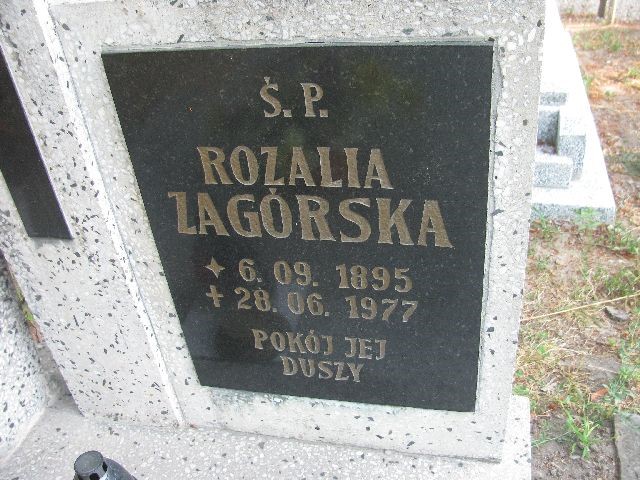 Ś. P.
ROZALIA
ZAGÓRSKA
✦ 6. 09. 1895
+ 28. 06. 1977
POKÓJ JEJ
DUSZY